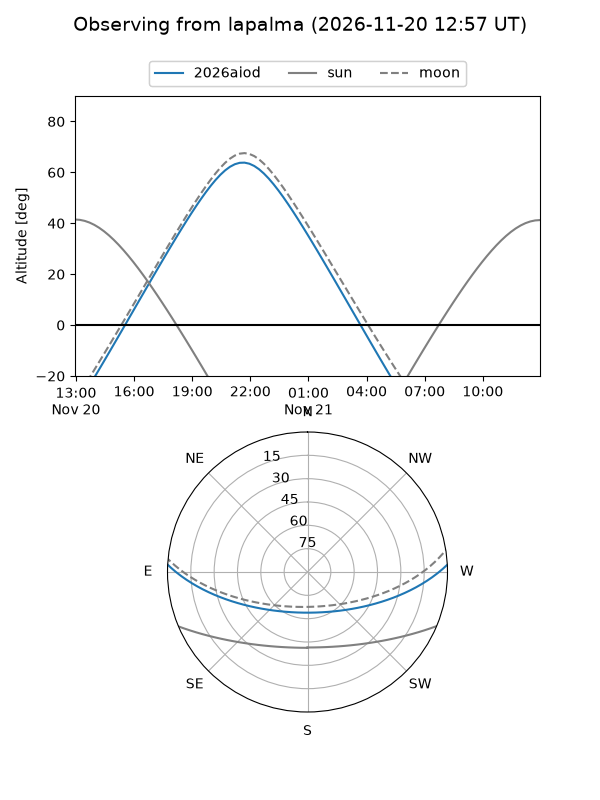 Observing from lapalma (2026-11-20 12:57 UT)
2026aiod sun moon
Altitude [deg]
80
60
40
20
0
−20
13:00 16:00 19:00 22:00 01:00 04:00 07:00 10:00
Nov 20 Nov 21
N
NE NW
15
30
45
60
75
E W
SE SW
S